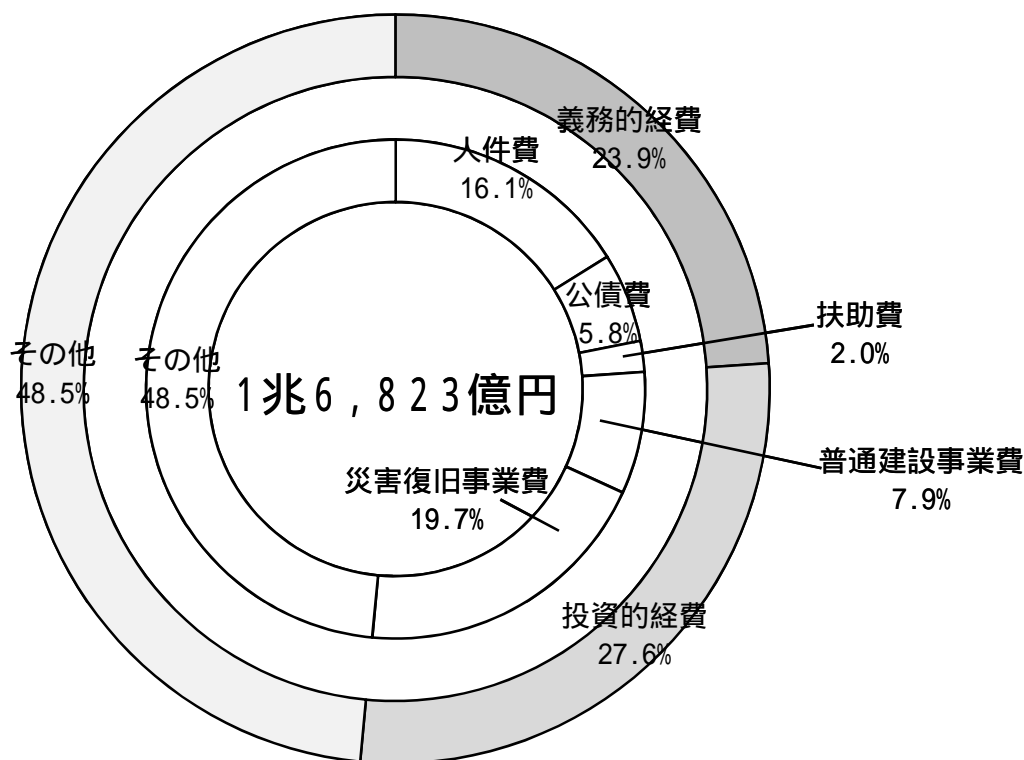 義務的経費
23.9%
人件費
16.1%
公債費
5.8%
扶助費
2.0%
その他
48.5%
その他
48.5%
1兆6,823億円
普通建設事業費
7.9%
災害復旧事業費
19.7%
投資的経費
27.6%